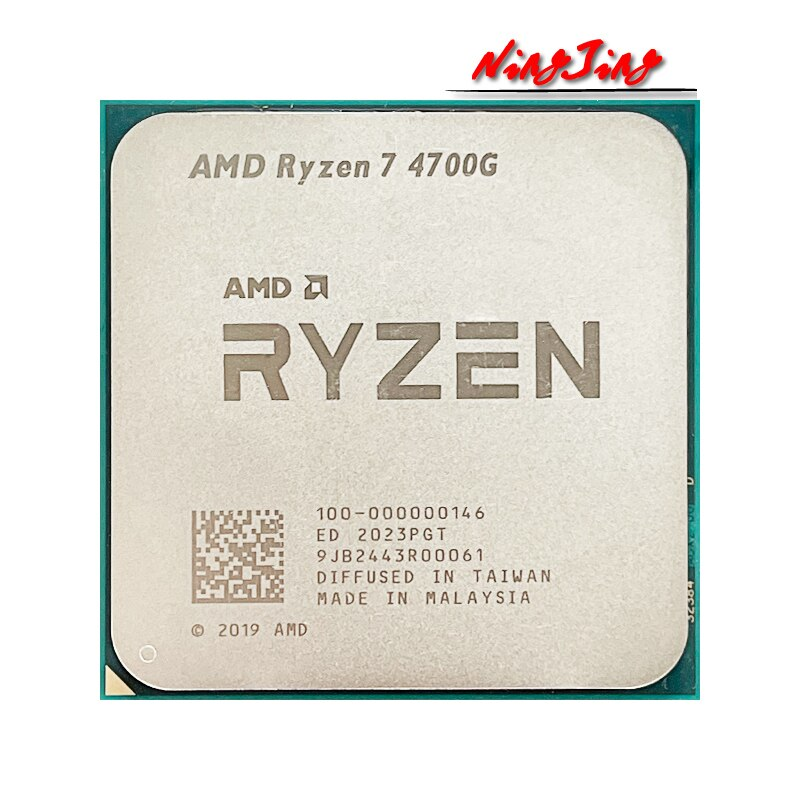 NingJing
AMD Ryzen 7 4700G
AMD
RYZEN
100-000000146
ED 2023PGT
9JB2443R00061
DIFFUSED IN TAIWAN
MADE IN MALAYSIA
© 2019 AMD